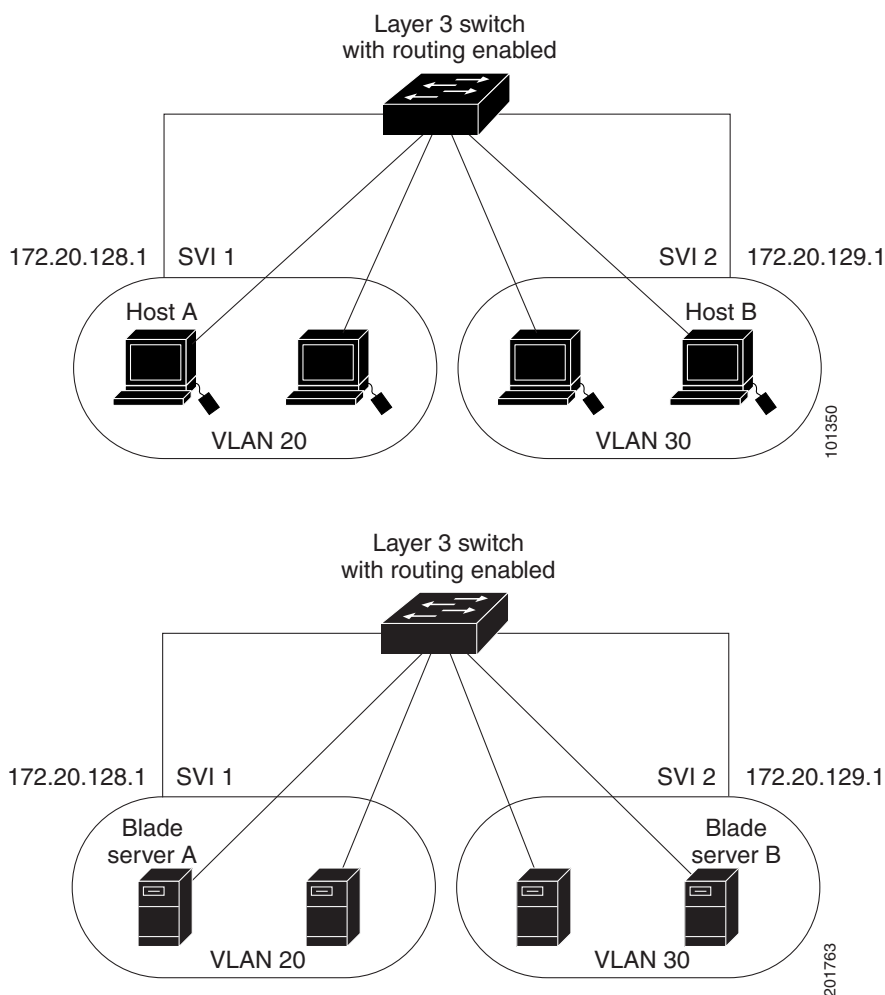 Layer 3 switch
with routing enabled
172.20.128.1 SVI 1
SVI 2 172.20.129.1
Host A
Host B
VLAN 20
VLAN 30
101350
Layer 3 switch
with routing enabled
172.20.128.1 SVI 1
SVI 2 172.20.129.1
Blade
server A
Blade
server B
VLAN 20
VLAN 30
201763